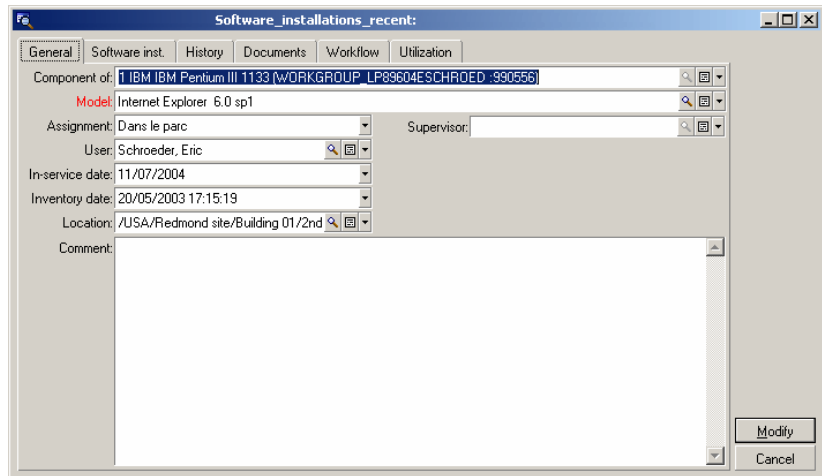 Software_installations_recent:
General Software inst. History Documents Workflow Utilization
Component of: 1 IBM IBM Pentium III 1133 (WORKGROUP_LP89604ESCHROED :990556)
Model: Internet Explorer 6.0 sp1
Assignment: Dans le parc Supervisor:
User: Schroeder, Eric
In-service date: 11/07/2004
Inventory date: 20/05/2003 17:15:19
Location: /USA/Redmond site/Building 01/2nd
Comment:
Modify
Cancel